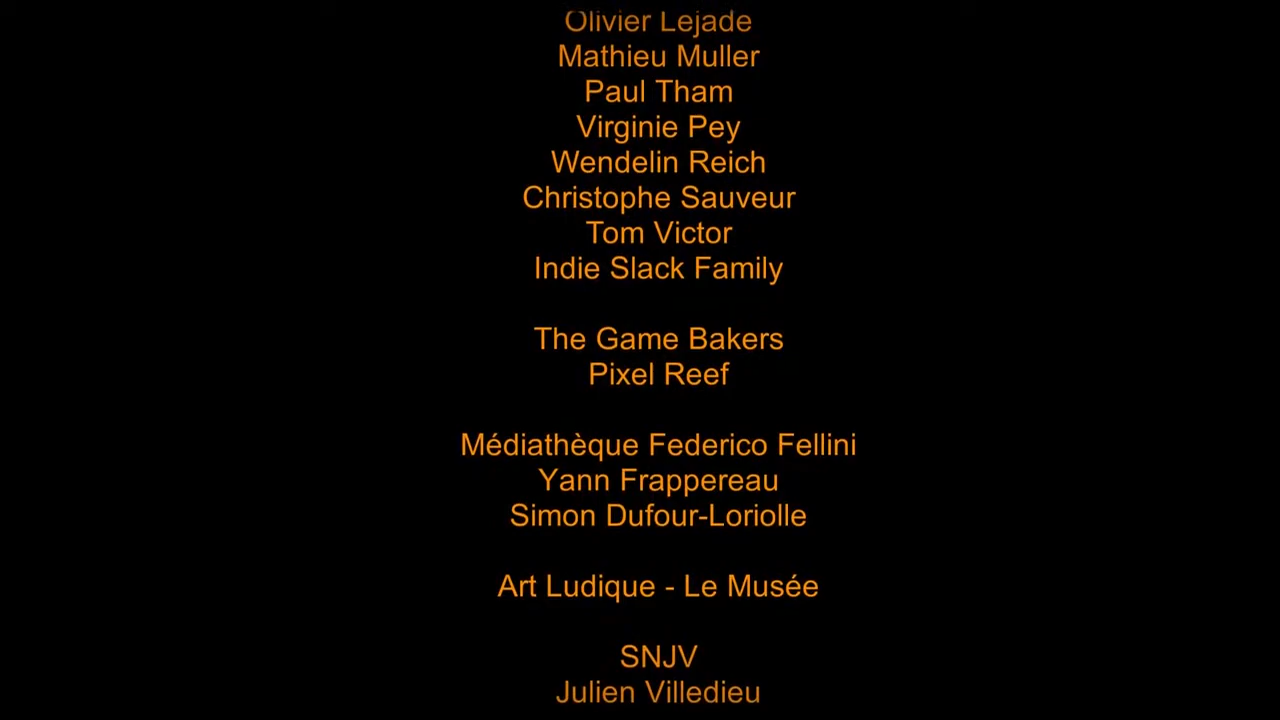 Olivier Lejade
Mathieu Muller
Paul Tham
Virginie Pey
Wendelin Reich
Christophe Sauveur
Tom Victor
Indie Slack Family
The Game Bakers
Pixel Reef
Médiathèque Federico Fellini
Yann Frappereau
Simon Dufour-Loriolle
Art Ludique - Le Musée
SNJV
Julien Villedieu